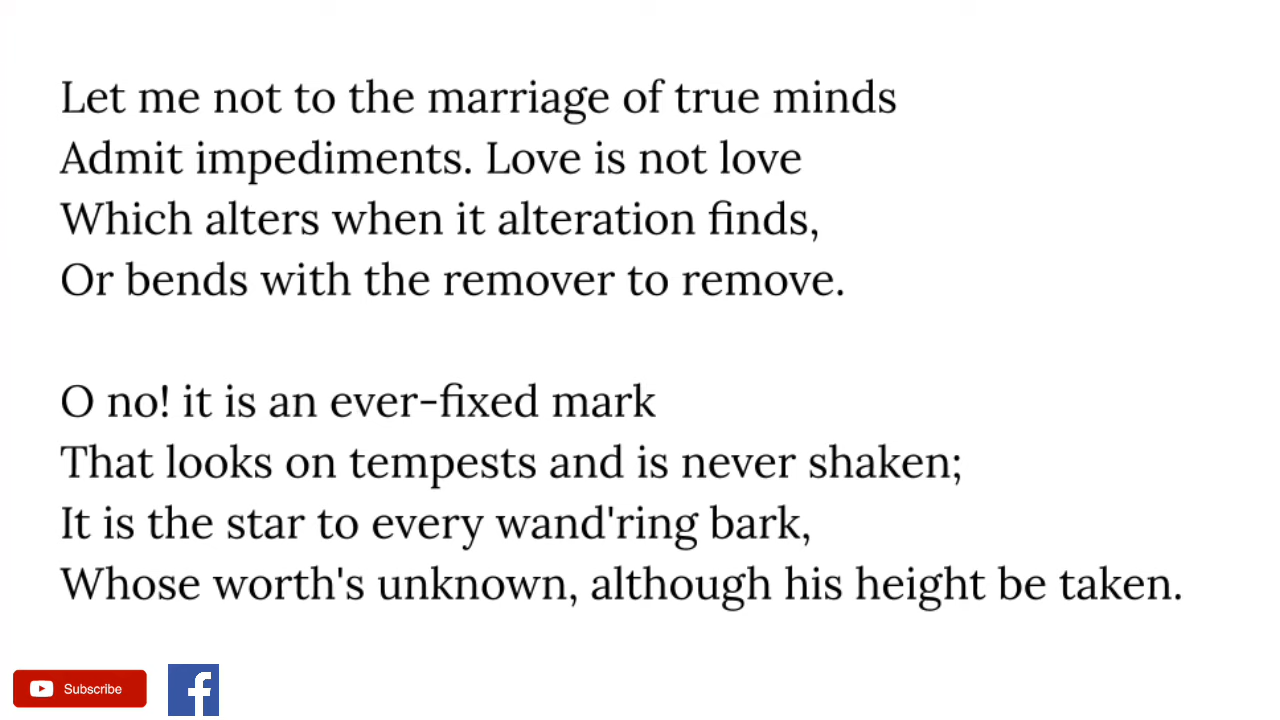 Let me not to the marriage of true minds
Admit impediments. Love is not love
Which alters when it alteration finds,
Or bends with the remover to remove.
O no! it is an ever-fixed mark
That looks on tempests and is never shaken;
It is the star to every wand'ring bark,
Whose worth's unknown, although his height be taken.
Subscribe